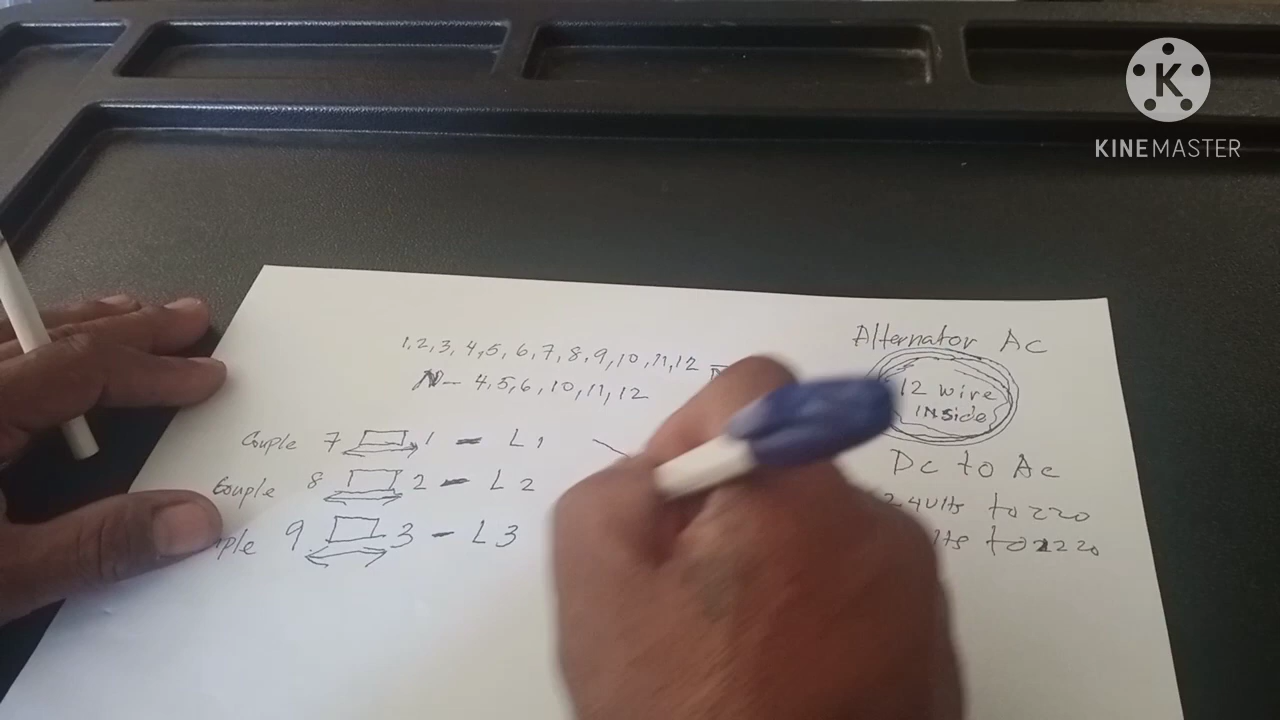 K
KINEMASTER
1,2,3,4,5,6,7,8,9,10,11,12
N- 4,5,6,10,11,12
Couple 7 1 - L1
Couple 8 2 - L2
9 3 - L3
Alternator AC
12 wire
INside
Dc to Ac
to 220
to 220